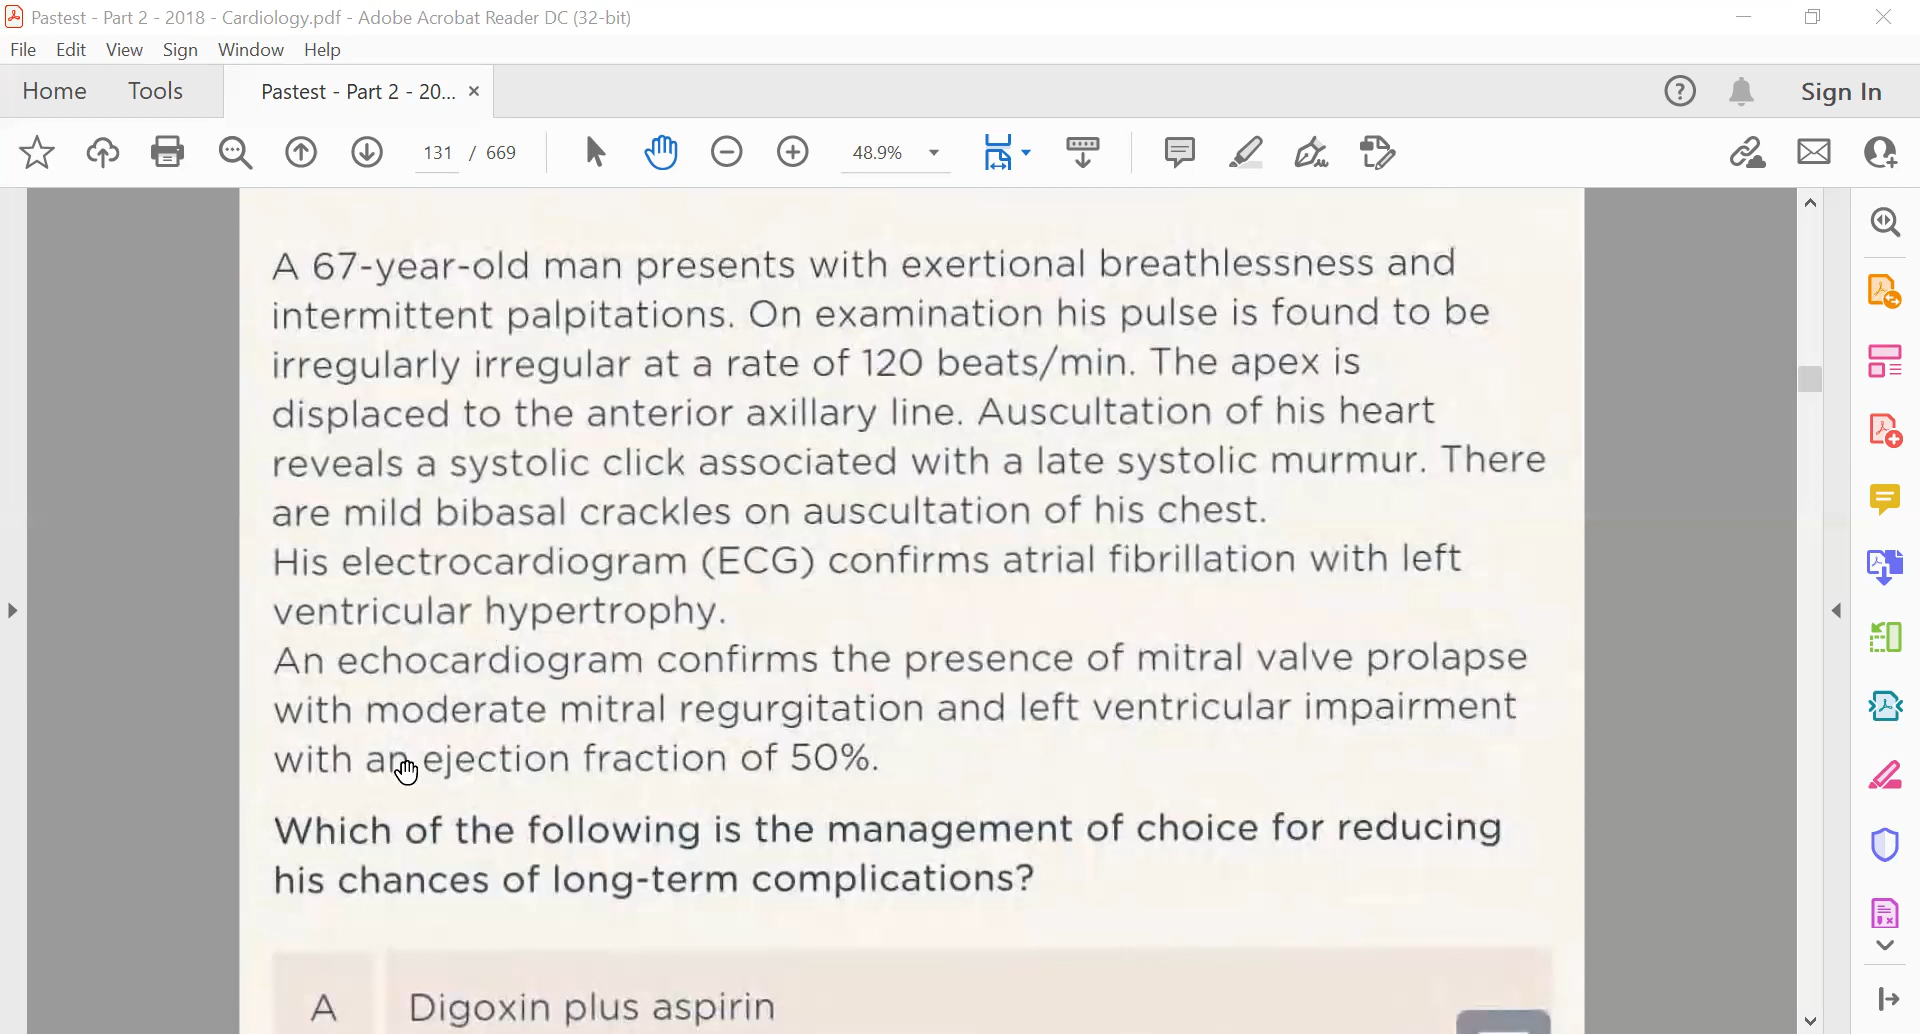 Pastest - Part 2 - 2018 - Cardiology.pdf - Adobe Acrobat Reader DC (32-bit)
File Edit View Sign Window Help
Home Tools Pastest - Part 2 - 20... × Sign In
131 / 669 48.9%
A 67-year-old man presents with exertional breathlessness and
intermittent palpitations. On examination his pulse is found to be
irregularly irregular at a rate of 120 beats/min. The apex is
displaced to the anterior axillary line. Auscultation of his heart
reveals a systolic click associated with a late systolic murmur. There
are mild bibasal crackles on auscultation of his chest.
His electrocardiogram (ECG) confirms atrial fibrillation with left
ventricular hypertrophy.
An echocardiogram confirms the presence of mitral valve prolapse
with moderate mitral regurgitation and left ventricular impairment
with an ejection fraction of 50%.
Which of the following is the management of choice for reducing
his chances of long-term complications?
A Digoxin plus aspirin